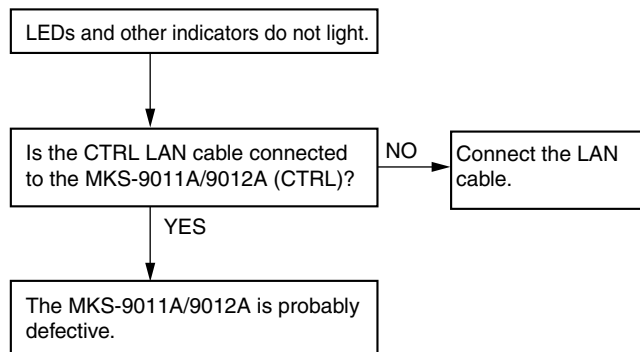 LEDs and other indicators do not light.
Is the CTRL LAN cable connected
to the MKS-9011A/9012A (CTRL)?
NO
Connect the LAN
cable.
YES
The MKS-9011A/9012A is probably
defective.